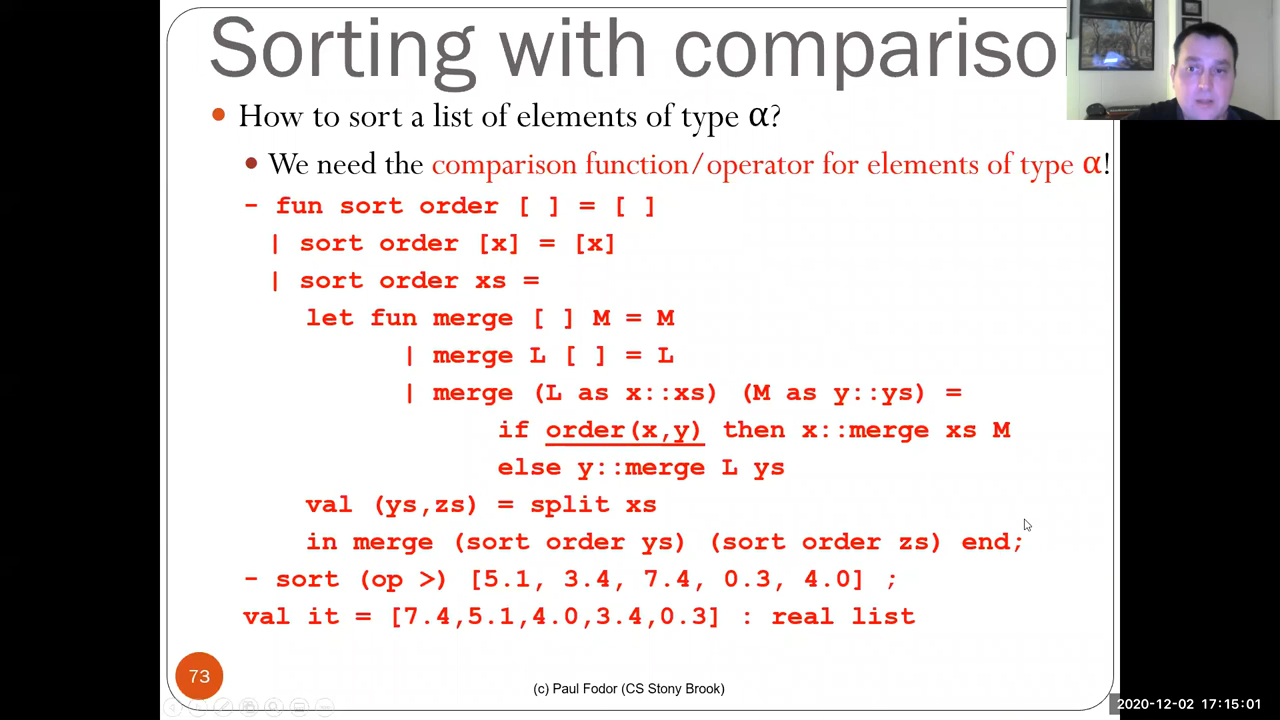 Sorting with compariso
• How to sort a list of elements of type α?
• We need the comparison function/operator for elements of type α!
- fun sort order [ ] = [ ]
| sort order [x] = [x]
| sort order xs =
let fun merge [ ] M = M
| merge L [ ] = L
| merge (L as x::xs) (M as y::ys) =
if order(x,y) then x::merge xs M
else y::merge L ys
val (ys,zs) = split xs
in merge (sort order ys) (sort order zs) end;
- sort (op >) [5.1, 3.4, 7.4, 0.3, 4.0] ;
val it = [7.4,5.1,4.0,3.4,0.3] : real list
73
(c) Paul Fodor (CS Stony Brook)
2020-12-02 17:15:01